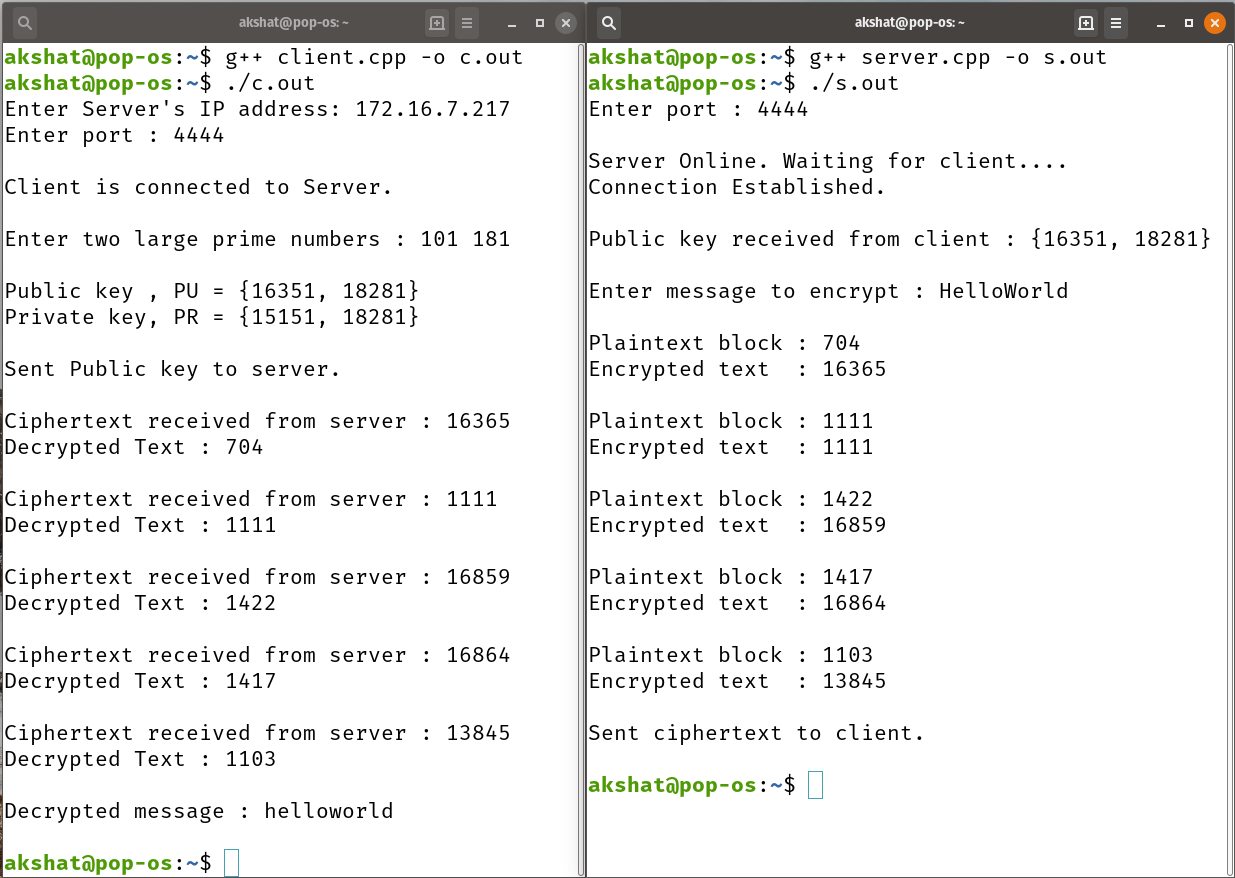 akshat@pop-os: ~
akshat@pop-os:~$ g++ client.cpp -o c.out
akshat@pop-os:~$ ./c.out
Enter Server's IP address: 172.16.7.217
Enter port : 4444
Client is connected to Server.
Enter two large prime numbers : 101 181
Public key , PU = {16351, 18281}
Private key, PR = {15151, 18281}
Sent Public key to server.
Ciphertext received from server : 16365
Decrypted Text : 704
Ciphertext received from server : 1111
Decrypted Text : 1111
Ciphertext received from server : 16859
Decrypted Text : 1422
Ciphertext received from server : 16864
Decrypted Text : 1417
Ciphertext received from server : 13845
Decrypted Text : 1103
Decrypted message : helloworld
akshat@pop-os:~$
akshat@pop-os: ~
akshat@pop-os:~$ g++ server.cpp -o s.out
akshat@pop-os:~$ ./s.out
Enter port : 4444
Server Online. Waiting for client....
Connection Established.
Public key received from client : {16351, 18281}
Enter message to encrypt : HelloWorld
Plaintext block : 704
Encrypted text  : 16365
Plaintext block : 1111
Encrypted text  : 1111
Plaintext block : 1422
Encrypted text  : 16859
Plaintext block : 1417
Encrypted text  : 16864
Plaintext block : 1103
Encrypted text  : 13845
Sent ciphertext to client.
akshat@pop-os:~$